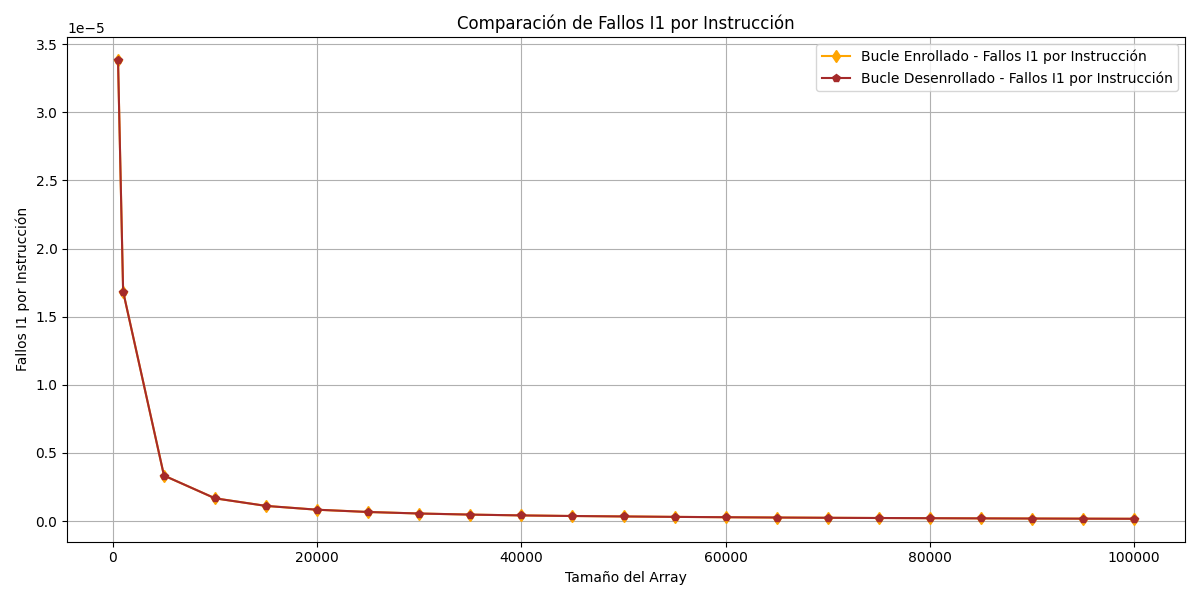 Comparación de Fallos I1 por Instrucción
1e−5
3.5
3.0
2.5
2.0
1.5
1.0
0.5
0.0
Fallos I1 por Instrucción
Bucle Enrollado - Fallos I1 por Instrucción
Bucle Desenrollado - Fallos I1 por Instrucción
0 20000 40000 60000 80000 100000
Tamaño del Array